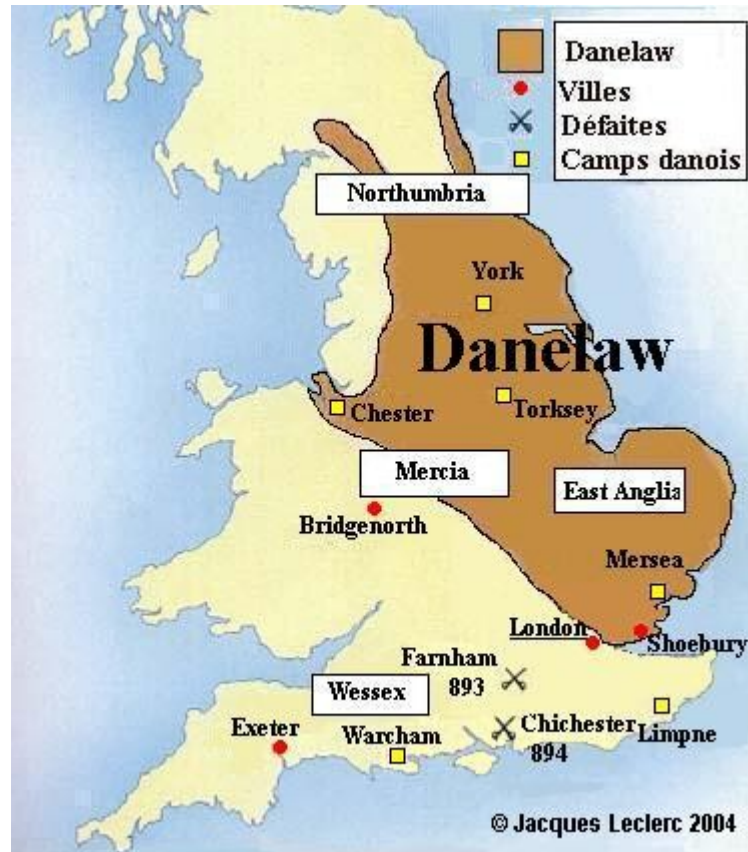 Danelaw
Villes
Défaites
Camps danois
Northumbria
York
Danelaw
Chester
Torksey
Mercia
East Anglia
Bridgenorth
Mersea
London
Shoebury
Farnham
893
Wessex
Exeter
Warcham
Chichester
894
Limpne
© Jacques Leclerc 2004